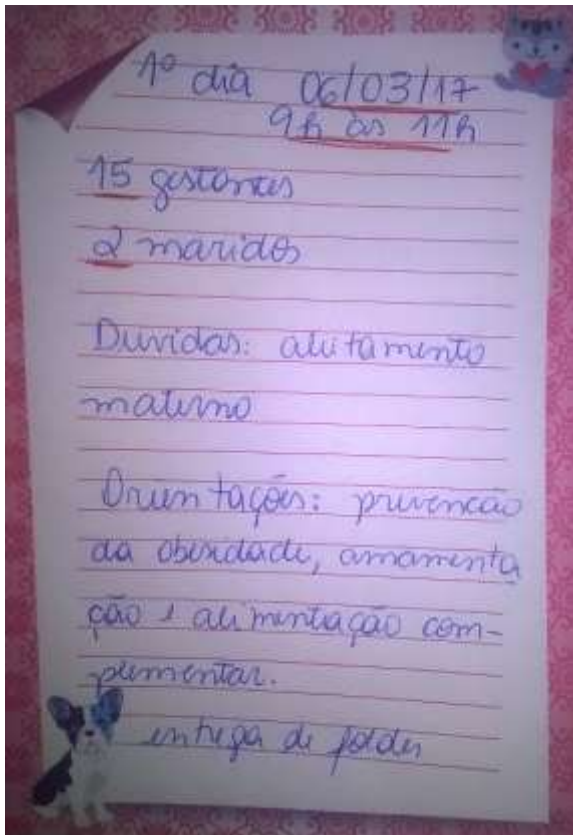 1º dia 06/03/17
9h às 11h
15 gestantes
2 maridos
Duvidas: aleitamento
materno
Orientações: prevenção
da obesidade, amamenta
ção e alimentação com-
plementar.
entrega de folder